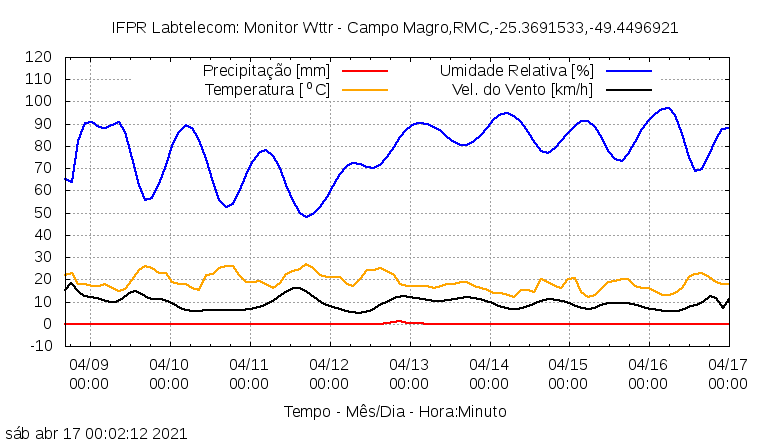 IFPR Labtelecom: Monitor Wttr - Campo Magro,RMC,-25.3691533,-49.4496921
120
110
100
90
80
70
60
50
40
30
20
10
0
-10
Precipitação [mm]
Temperatura [⁰C]
Umidade Relativa [%]
Vel. do Vento [km/h]
04/09 04/10 04/11 04/12 04/13 04/14 04/15 04/16 04/17
00:00 00:00 00:00 00:00 00:00 00:00 00:00 00:00 00:00
Tempo - Mês/Dia - Hora:Minuto
sáb abr 17 00:02:12 2021